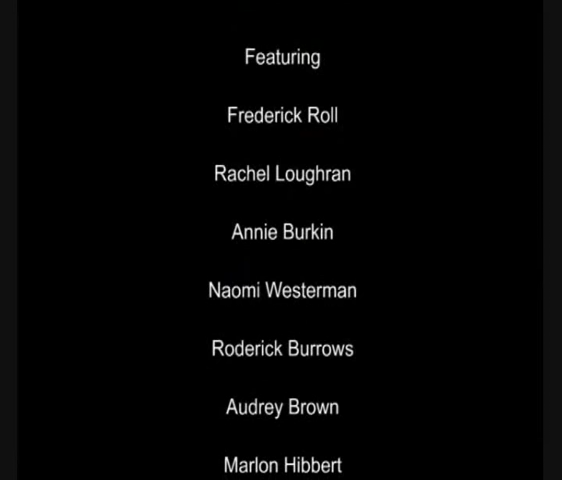 Featuring
Frederick Roll
Rachel Loughran
Annie Burkin
Naomi Westerman
Roderick Burrows
Audrey Brown
Marlon Hibbert